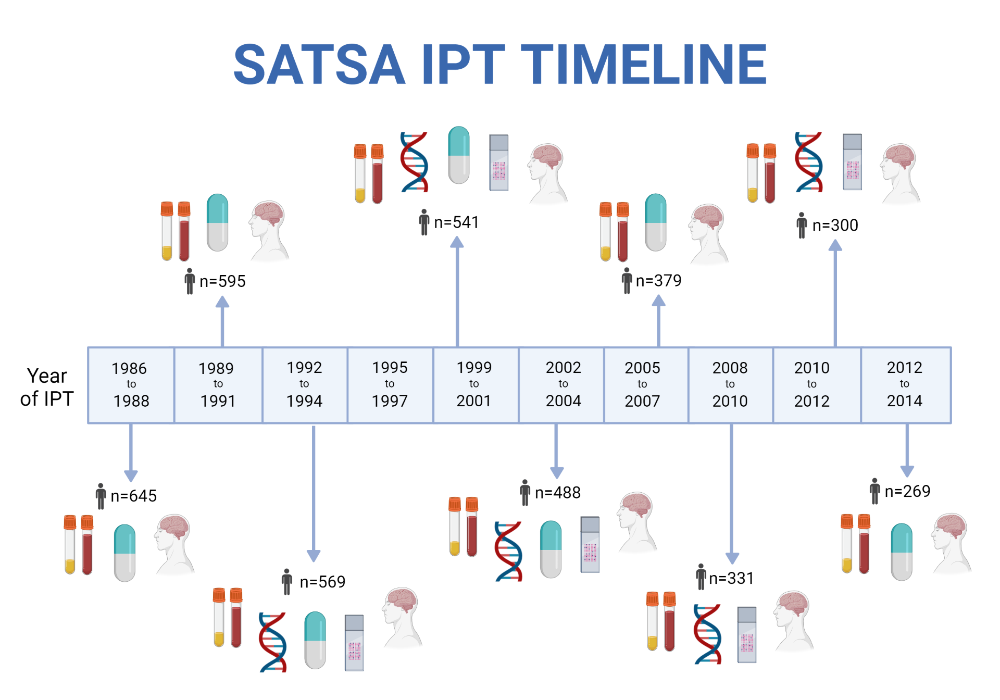 SATSA IPT TIMELINE
n=541
n=300
n=595
n=379
Year
of IPT
1986
to
1988
1989
to
1991
1992
to
1994
1995
to
1997
1999
to
2001
2002
to
2004
2005
to
2007
2008
to
2010
2010
to
2012
2012
to
2014
n=645
n=488
n=269
n=569
n=331